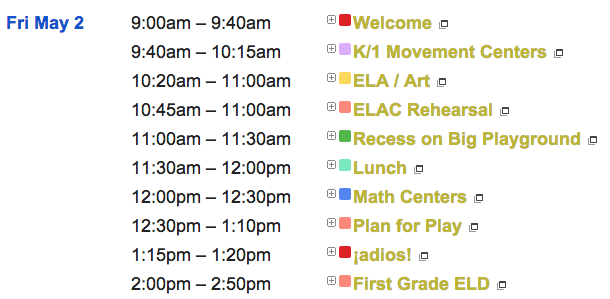 Fri May 2 9:00am – 9:40am Welcome
9:40am – 10:15am K/1 Movement Centers
10:20am – 11:00am ELA / Art
10:45am – 11:00am ELAC Rehearsal
11:00am – 11:30am Recess on Big Playground
11:30am – 12:00pm Lunch
12:00pm – 12:30pm Math Centers
12:30pm – 1:10pm Plan for Play
1:15pm – 1:20pm ¡adios!
2:00pm – 2:50pm First Grade ELD